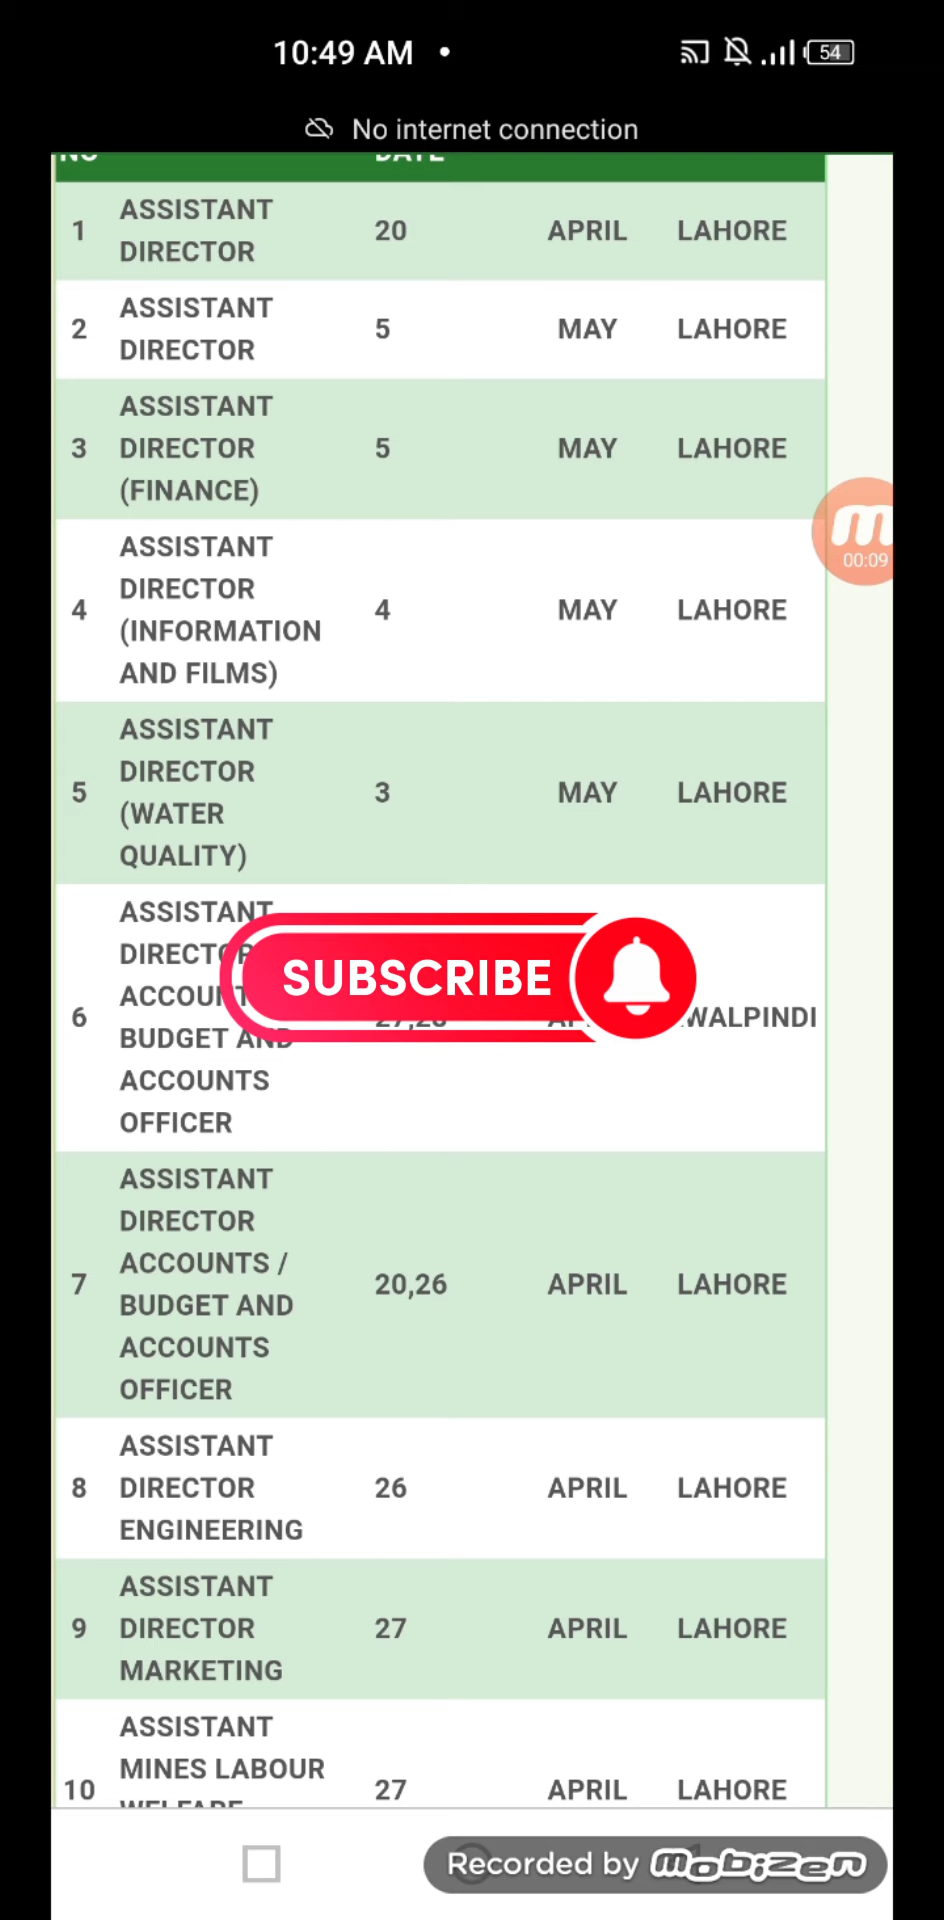 10:49 AM
54
No internet connection
1 ASSISTANT DIRECTOR 20 APRIL LAHORE
2 ASSISTANT DIRECTOR 5 MAY LAHORE
3 ASSISTANT DIRECTOR (FINANCE) 5 MAY LAHORE
4 ASSISTANT DIRECTOR (INFORMATION AND FILMS) 4 MAY LAHORE
5 ASSISTANT DIRECTOR (WATER QUALITY) 3 MAY LAHORE
6 ASSISTANT BUDGET AND ACCOUNTS OFFICER
SUBSCRIBE
7 ASSISTANT DIRECTOR ACCOUNTS / BUDGET AND ACCOUNTS OFFICER 20,26 APRIL LAHORE
8 ASSISTANT DIRECTOR ENGINEERING 26 APRIL LAHORE
9 ASSISTANT DIRECTOR MARKETING 27 APRIL LAHORE
10 ASSISTANT MINES LABOUR 27 APRIL LAHORE
m
00:09
Recorded by mobizen